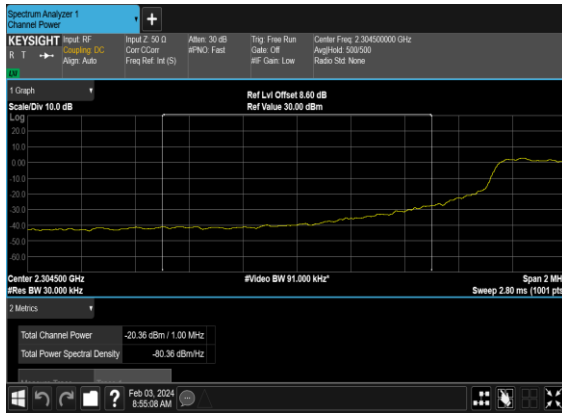 Spectrum Analyzer 1
Channel Power
KEYSIGHT
R T
Input: RF
Coupling: DC
Align: Auto
Input Z: 50 Ω
Corr CCorr
Freq Ref: Int (S)
Atten: 30 dB
#PNO: Fast
Trig: Free Run
Gate: Off
#IF Gain: Low
Center Freq: 2.304500000 GHz
Avg|Hold: 500/500
Radio Std: None
1 Graph
Scale/Div 10.0 dB
Ref Lvl Offset 8.60 dB
Ref Value 30.00 dBm
Log
20.0
10.0
0.00
-10.0
-20.0
-30.0
-40.0
-50.0
-60.0
Center 2.304500 GHz
#Res BW 30.000 kHz
#Video BW 91.000 kHz*
Span 2 MH
Sweep 2.80 ms (1001 pts
2 Metrics
Total Channel Power -20.36 dBm / 1.00 MHz
Total Power Spectral Density -80.36 dBm/Hz
?
Feb 03, 2024
8:55:08 AM